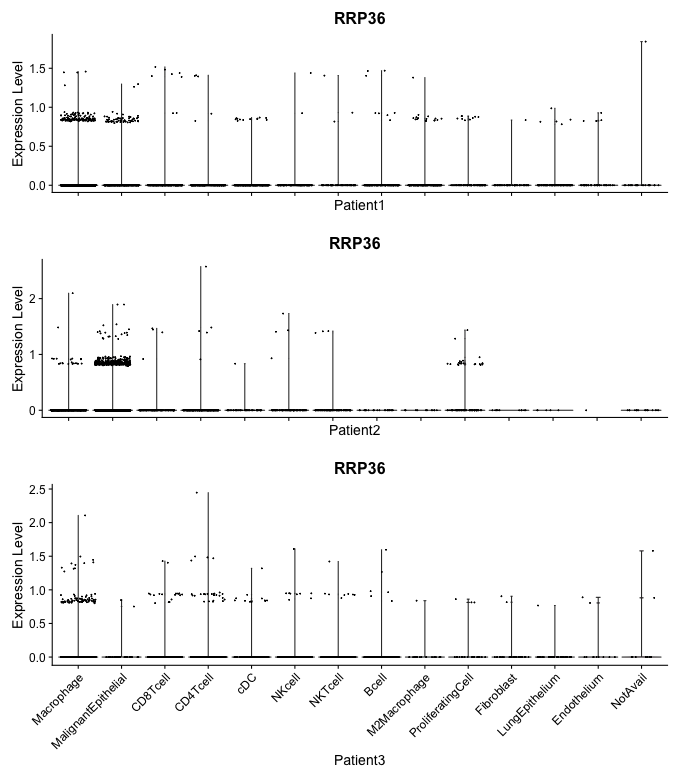 RRP36
Expression Level
1.5
1.0
0.5
0.0
Patient1
RRP36
Expression Level
2
1
0
Patient2
RRP36
Expression Level
2.5
2.0
1.5
1.0
0.5
0.0
Macrophage
MalignantEpithelial
CD8Tcell
CD4Tcell
cDC
NKcell
NKTcell
Bcell
M2Macrophage
ProliferatingCell
Fibroblast
LungEpithelium
Endothelium
NotAvail
Patient3